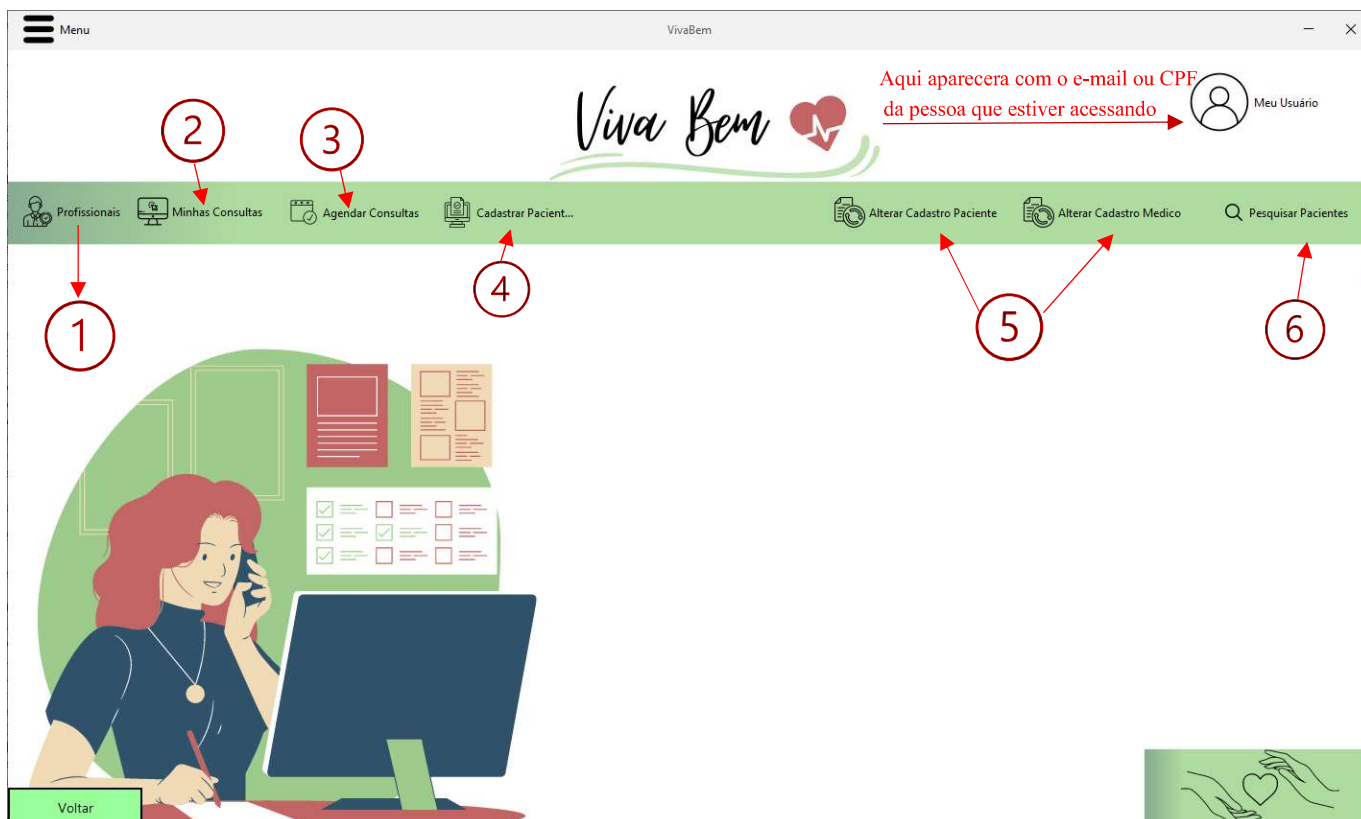 Menu
VivaBem
Viva Bem
Aqui aparecera com o e-mail ou CPF
da pessoa que estiver acessando
Meu Usuário
2
3
Profissionais
Minhas Consultas
Agendar Consultas
Cadastrar Pacient...
Alterar Cadastro Paciente
Alterar Cadastro Medico
Pesquisar Pacientes
1
4
5
6
Voltar